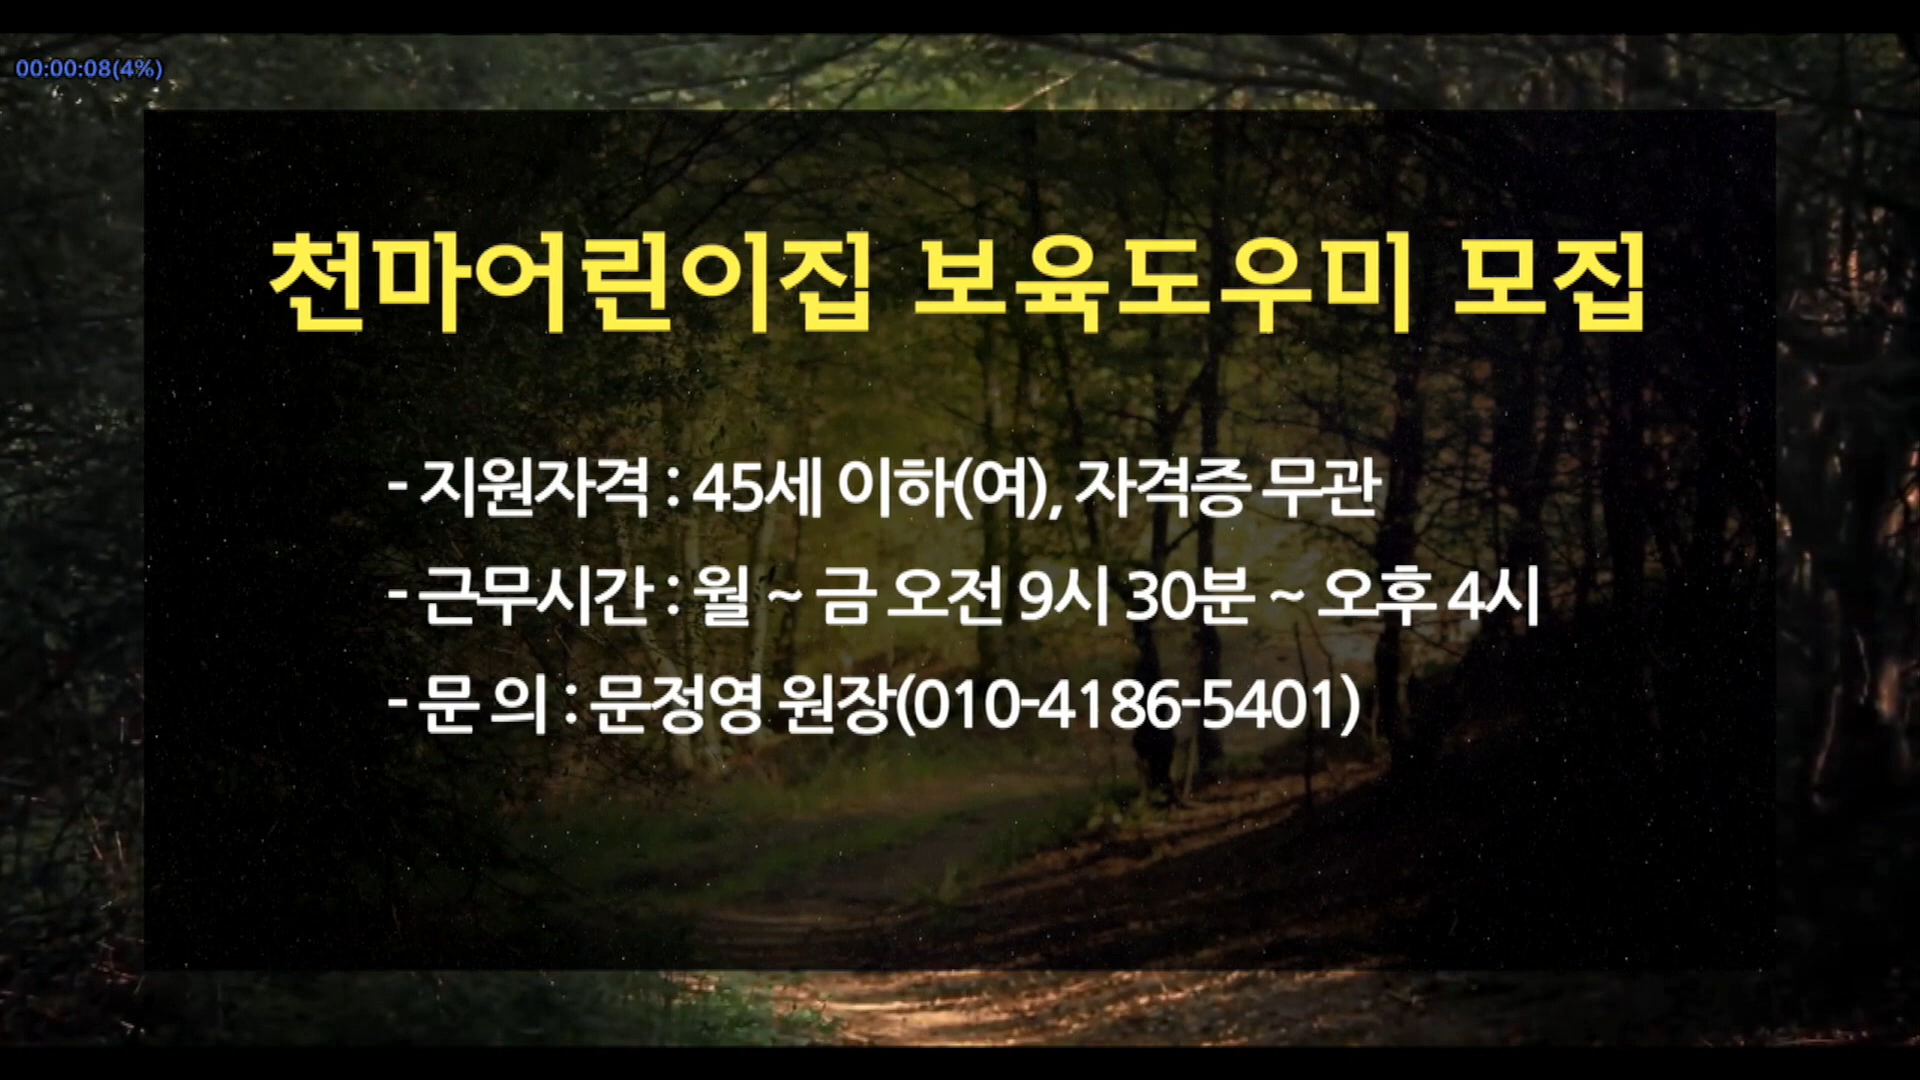 00:00:08(4%)
천마어린이집 보육도우미 모집
- 지원자격 : 45세 이하(여), 자격증 무관
- 근무시간 : 월 ~ 금 오전 9시 30분 ~ 오후 4시
- 문 의 : 문정영 원장(010-4186-5401)